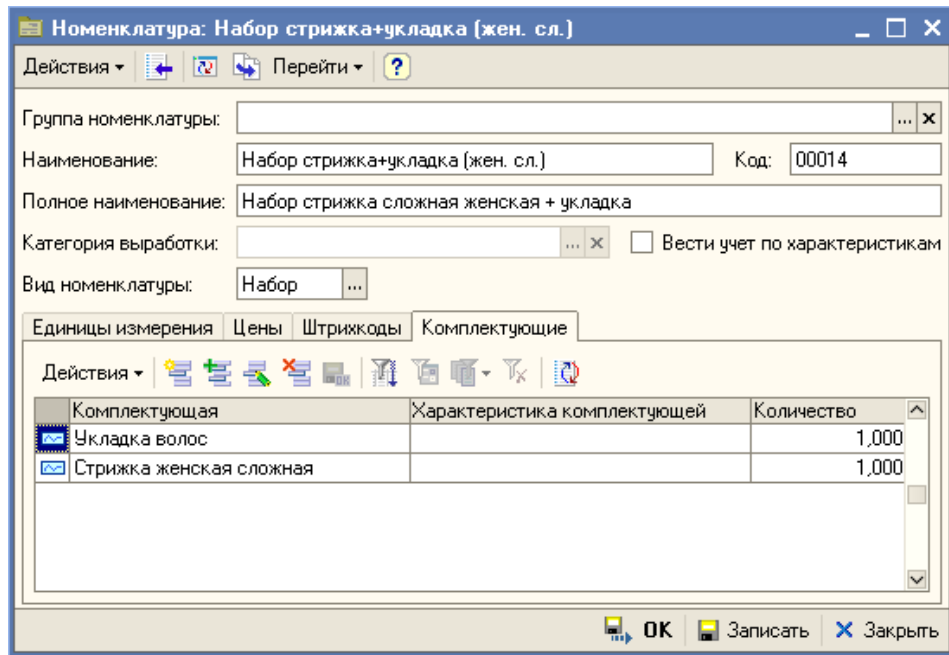 Номенклатура: Набор стрижка+укладка (жен. сл.)
Действия Перейти ?
Группа номенклатуры: ...
Наименование: Набор стрижка+укладка (жен. сл.) Код: 00014
Полное наименование: Набор стрижка сложная женская + укладка
Категория выработки: ... Вести учет по характеристикам
Вид номенклатуры: Набор ...
Единицы измерения Цены Штрихкоды Комплектующие
Действия
Комплектующая Характеристика комплектующей Количество
Укладка волос 1,000
Стрижка женская сложная 1,000
OK Записать Закрыть